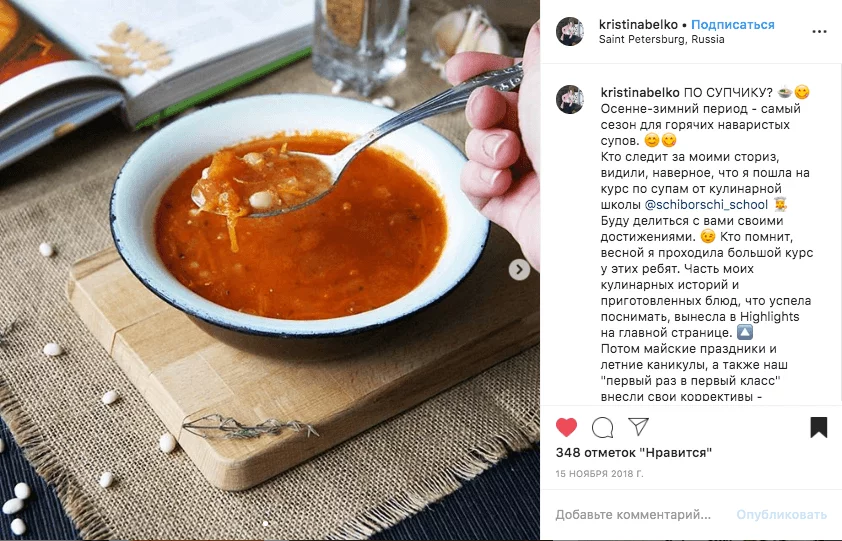 kristinabelko • Подписаться
Saint Petersburg, Russia
kristinabelko ПО СУПЧИКУ? 🍲😋
Осенне-зимний период - самый
сезон для горячих наваристых
супов. 😊😋
Кто следит за моими сториз,
видили, наверное, что я пошла на
курс по супам от кулинарной
школы @schiborschi_school 👩‍🍳
Буду делиться с вами своими
достижениями. 😉 Кто помнит,
весной я проходила большой курс
у этих ребят. Часть моих
кулинарных историй и
приготовленных блюд, что успела
поснимать, вынесла в Highlights
на главной странице. 🔼
Потом майские праздники и
летние каникулы, а также наш
"первый раз в первый класс"
внесли свои коррективы -
348 отметок "Нравится"
15 НОЯБРЯ 2018 Г.
Добавьте комментарий... Опубликовать